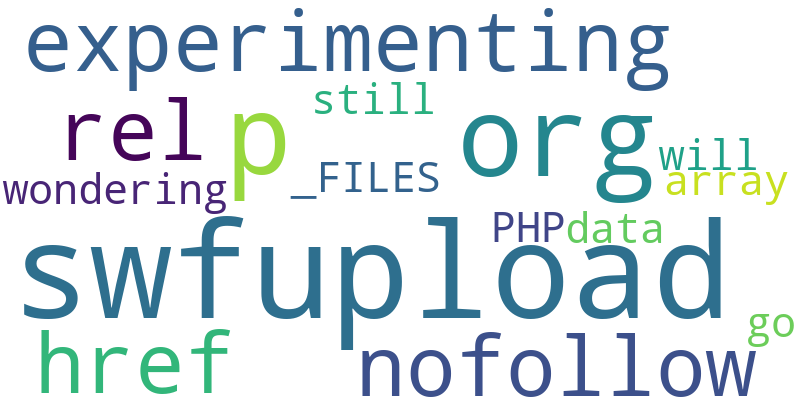 experimenting
rel p still org
will
wondering _FILES array
PHP data
swfupload
go
href nofollow